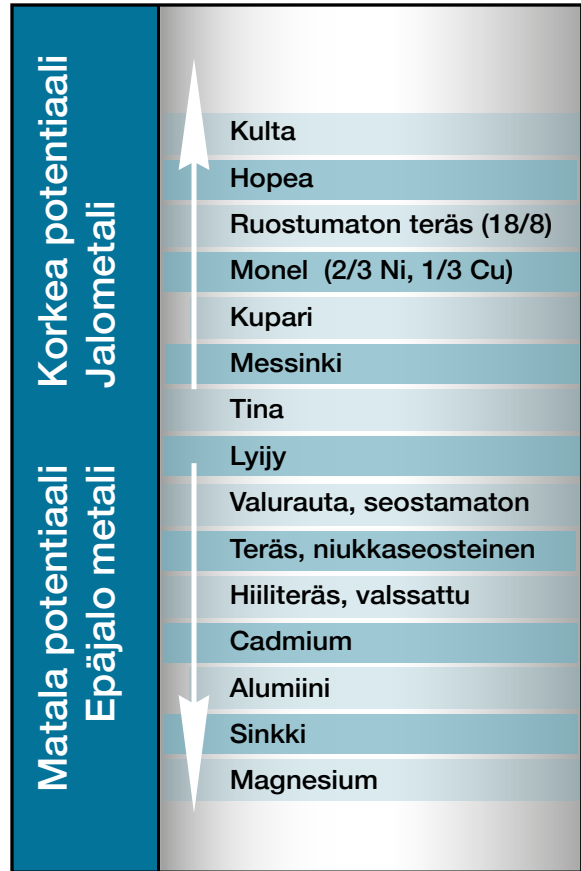 Korkea potentiaali
Jalometali
Matala potentiaali
Epäjalo metali
Kulta
Hopea
Ruostumaton teräs (18/8)
Monel (2/3 Ni, 1/3 Cu)
Kupari
Messinki
Tina
Lyijy
Valurauta, seostamaton
Teräs, niukkaseosteinen
Hiiliteräs, valssattu
Cadmium
Alumiini
Sinkki
Magnesium